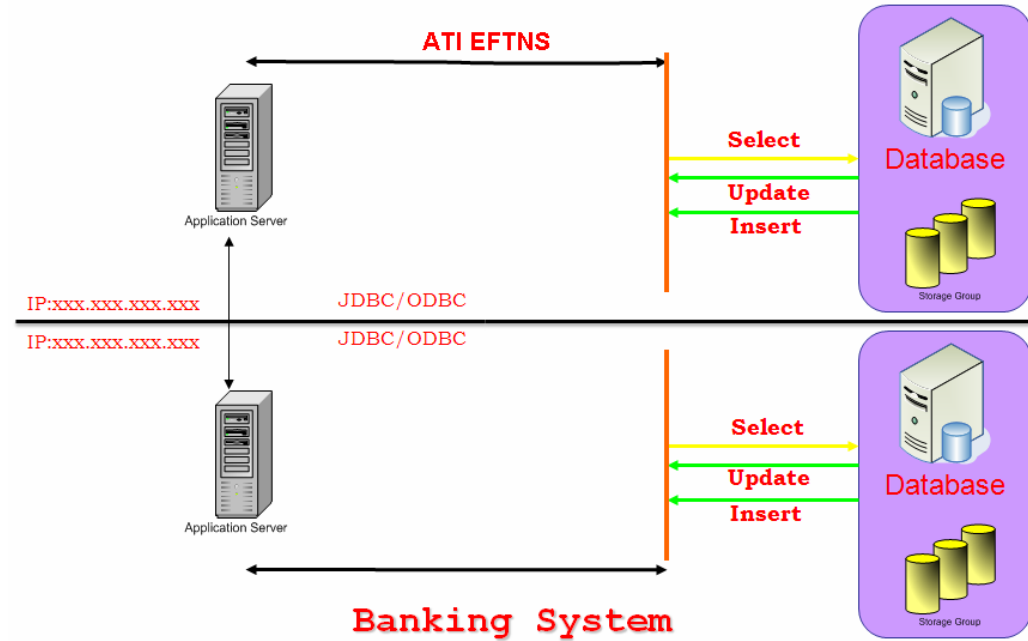 ATI EFTNS
Select
Database
Update
Insert
Application Server
Storage Group
IP:xxx.xxx.xxx.xxx
JDBC/ODBC
IP:xxx.xxx.xxx.xxx
JDBC/ODBC
Select
Database
Update
Insert
Application Server
Storage Group
Banking System